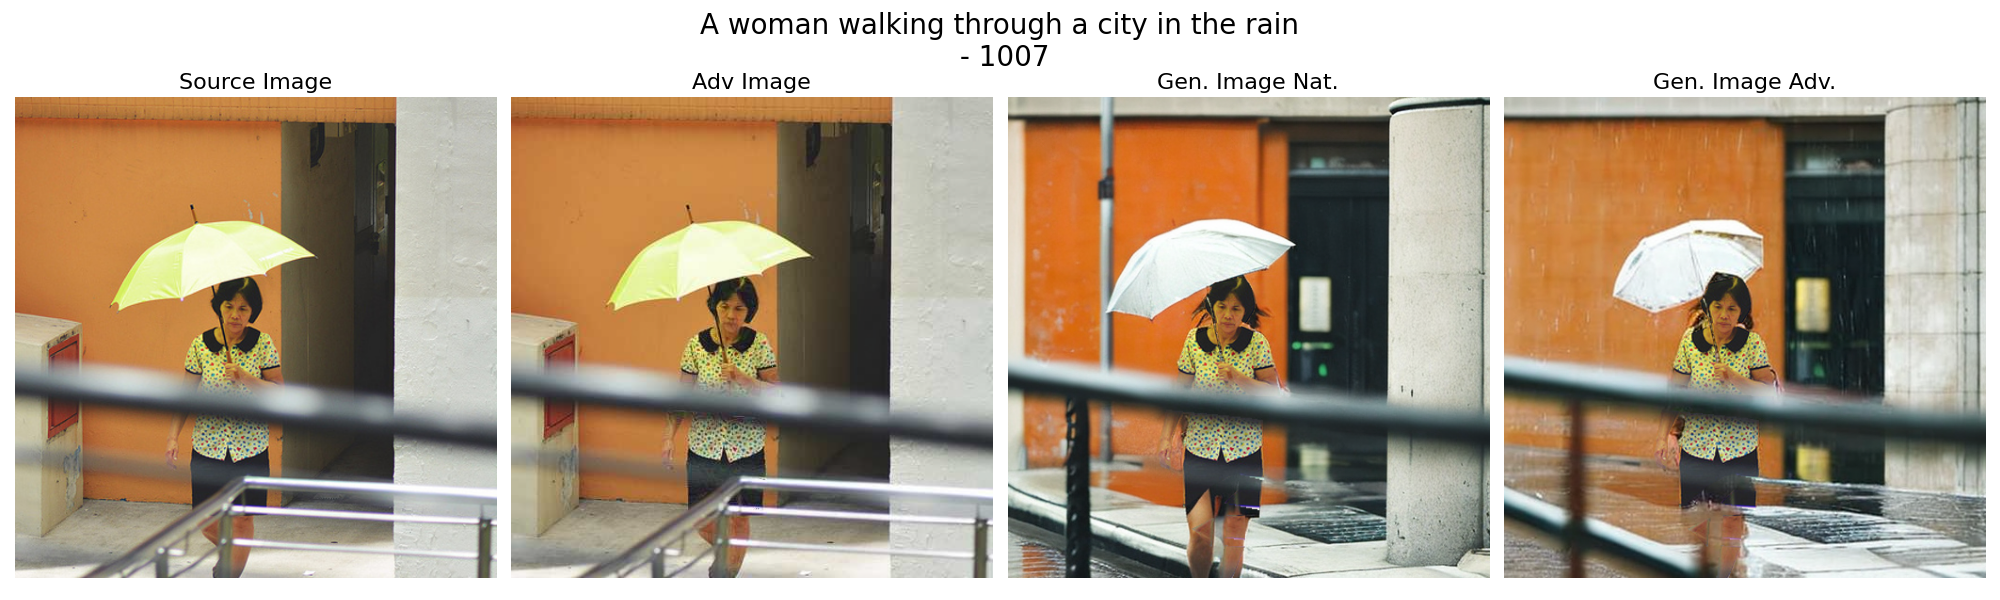 A woman walking through a city in the rain
- 1007
Source Image
Adv Image
Gen. Image Nat.
Gen. Image Adv.